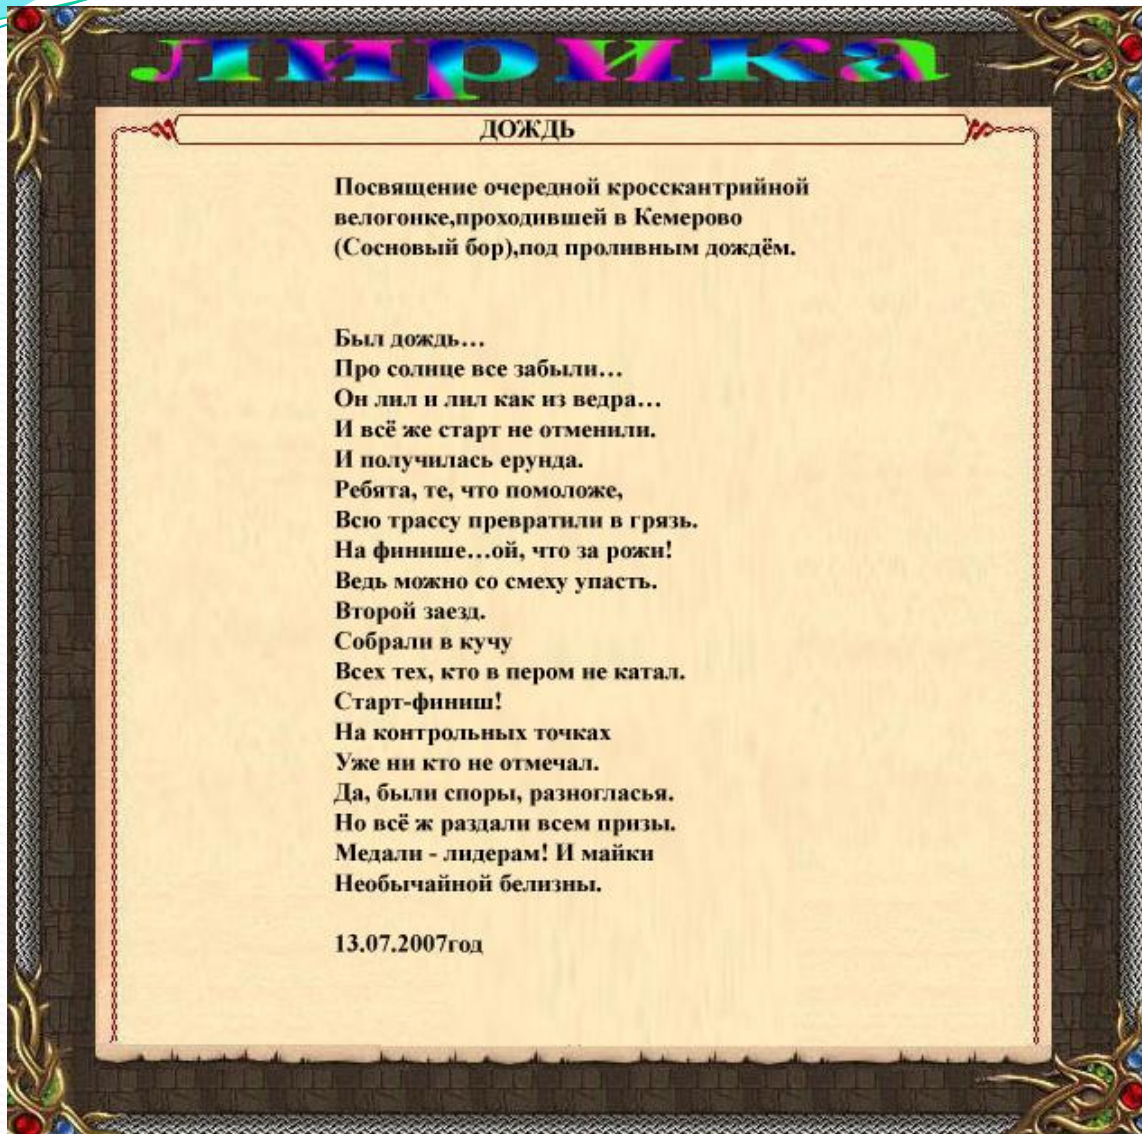 лирика
ДОЖДЬ
Посвящение очередной кросскантрийной
велогонке,проходившей в Кемерово
(Сосновый бор),под проливным дождём.
Был дождь…
Про солнце все забыли…
Он лил и лил как из ведра…
И всё же старт не отменили.
И получилась ерунда.
Ребята, те, что помоложе,
Всю трассу превратили в грязь.
На финише…ой, что за рожи!
Ведь можно со смеху упасть.
Второй заезд.
Собрали в кучу
Всех тех, кто в пером не катал.
Старт-финиш!
На контрольных точках
Уже ни кто не отмечал.
Да, были споры, разногласья.
Но всё ж раздали всем призы.
Медали - лидерам! И майки
Необычайной белизны.
13.07.2007год